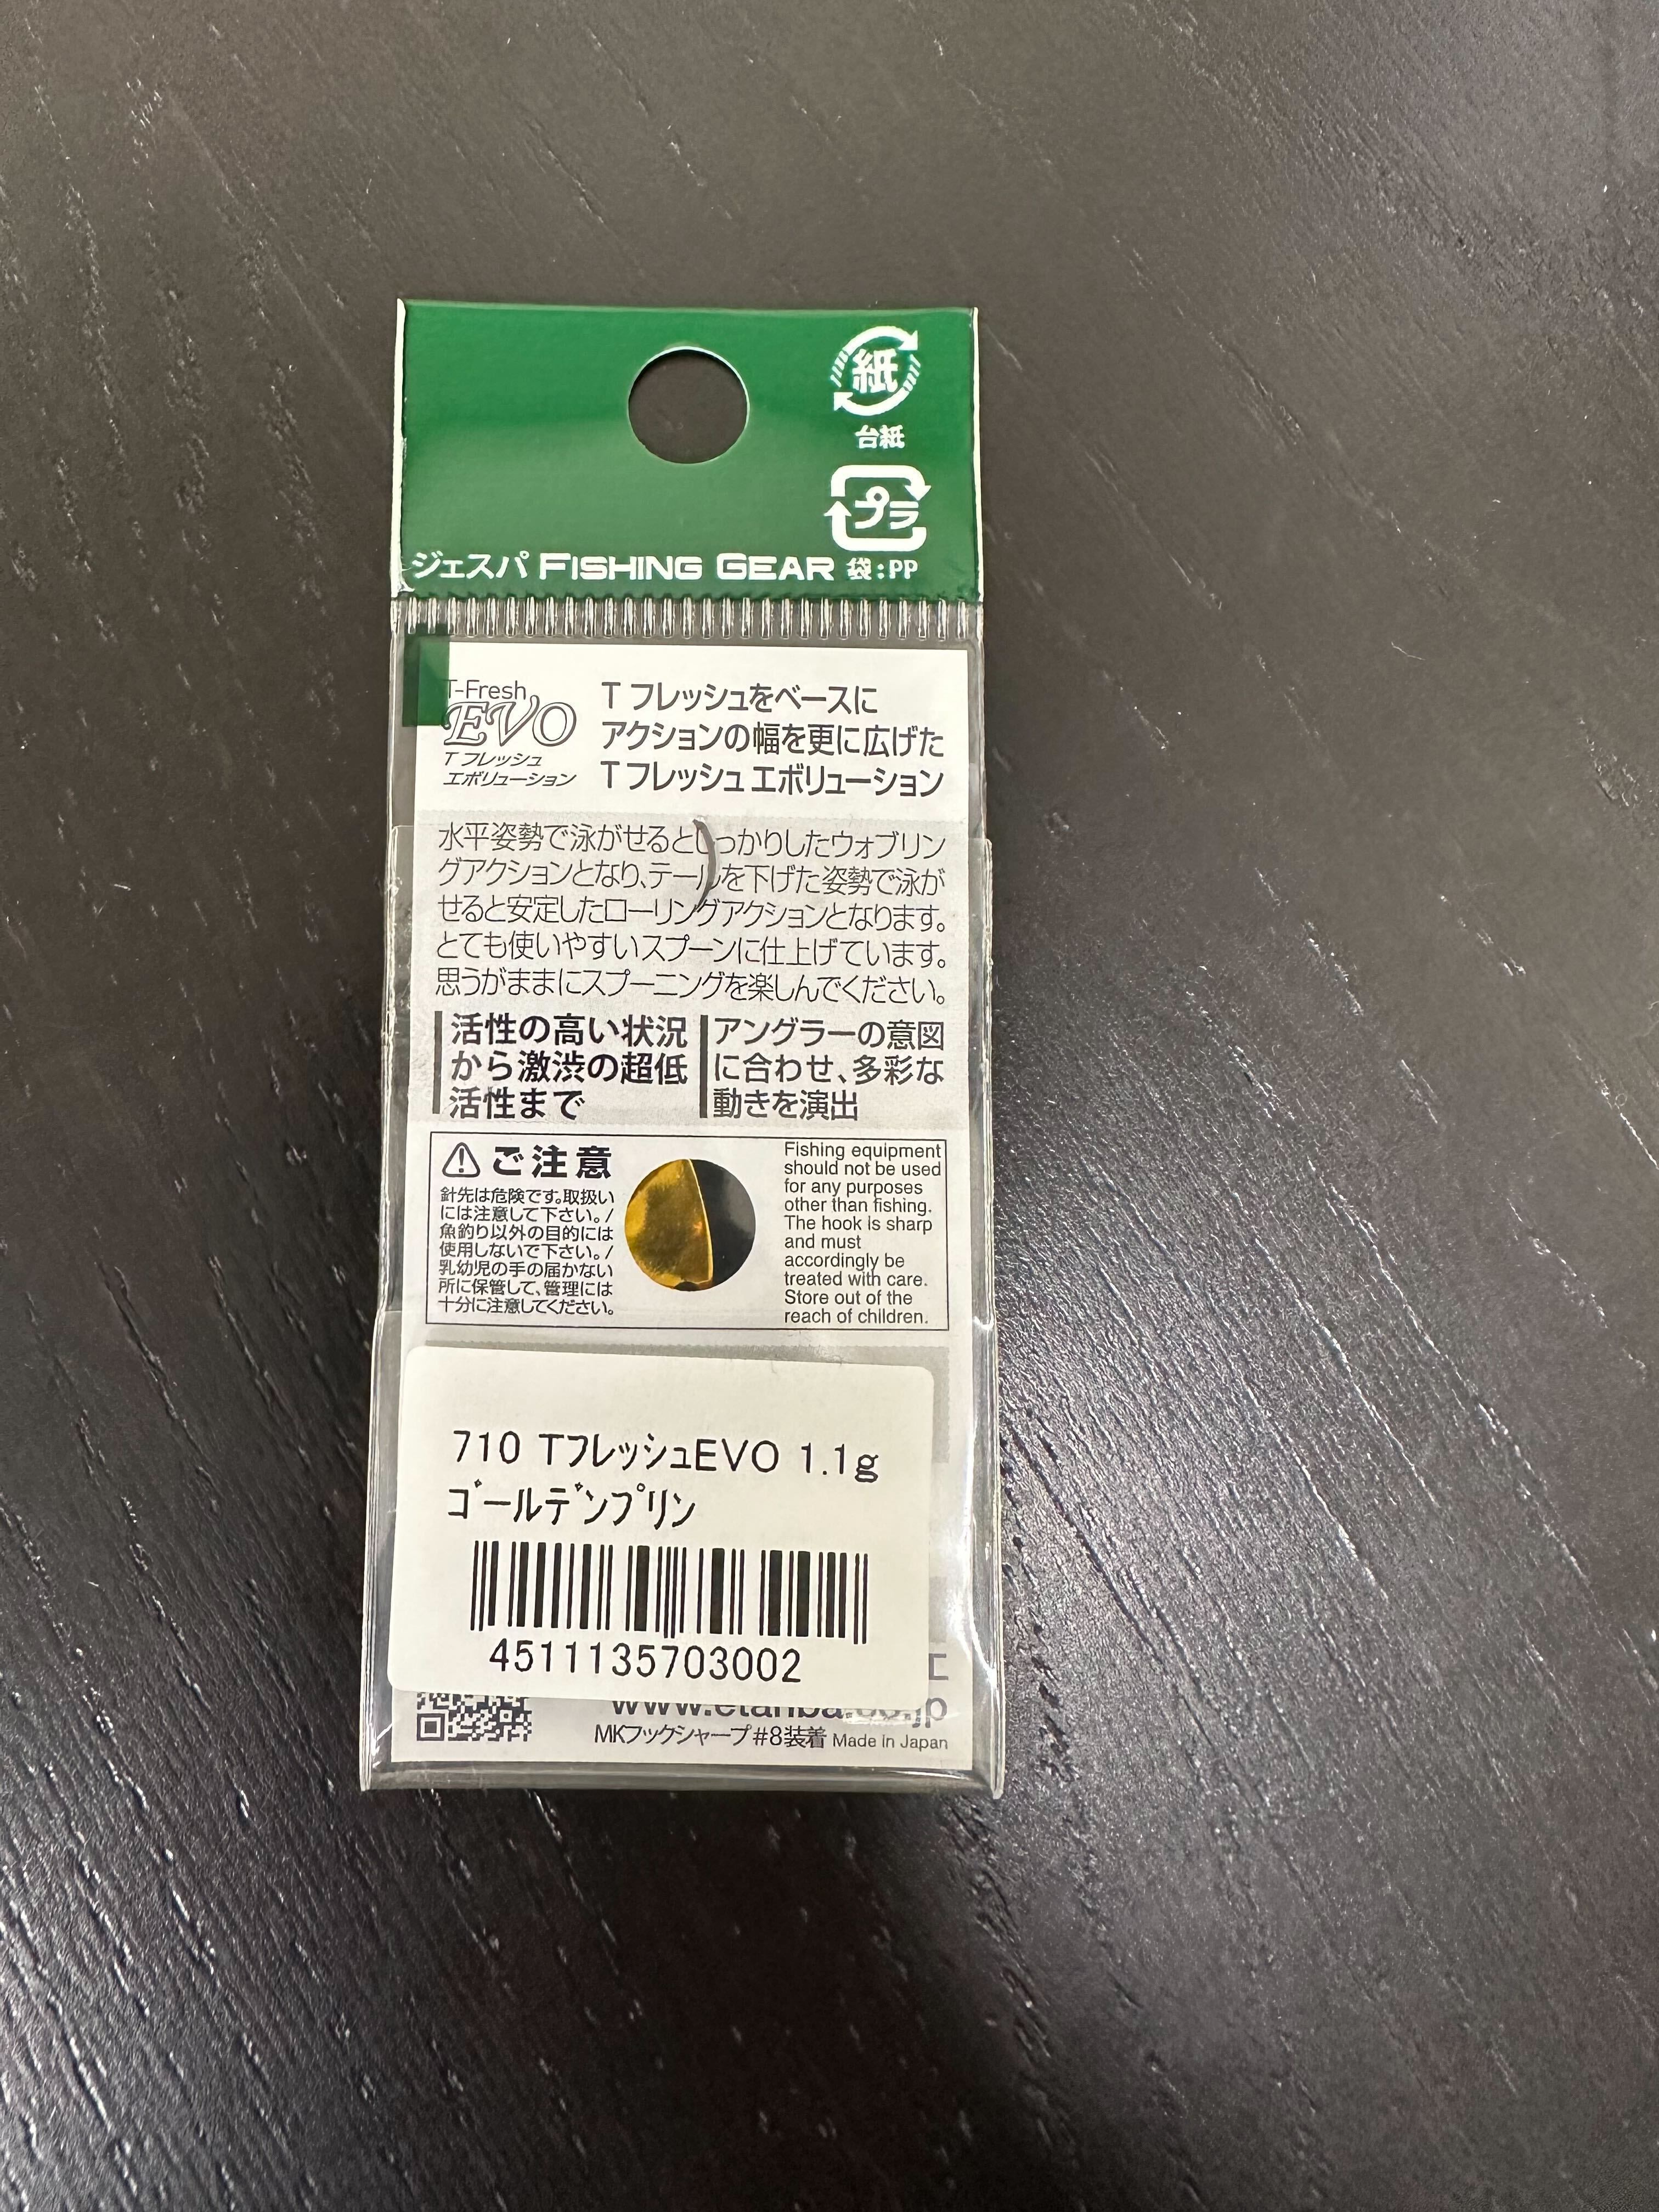 紙
台紙
プラ
ジェスパ FISHING GEAR 袋:PP
T-Fresh
EVO
T フレッシュ
エボリューション
T フレッシュをベースに
アクションの幅を更に広げた
T フレッシュ エボリューション
水平姿勢で泳がせるとしっかりしたウォブリン
グアクションとなり、テールを下げた姿勢で泳が
せると安定したローリングアクションとなります。
とても使いやすいスプーンに仕上げています。
思うがままにスプーニングを楽しんでください。
活性の高い状況
から激渋の超低
活性まで
アングラーの意図
に合わせ、多彩な
動きを演出
ご注意
針先は危険です。取扱い
には注意して下さい。/
魚釣り以外の目的には
使用しないで下さい。/
乳幼児の手の届かない
所に保管して、管理には
十分に注意してください。
Fishing equipment
should not be used
for any purposes
other than fishing.
The hook is sharp
and must
accordingly be
treated with care.
Store out of the
reach of children.
710 TフレッシュEVO 1.1g
ゴールデンプリン
4511135703002
工
www.etanba.co.jp
MKフックシャープ#8装着 Made in Japan